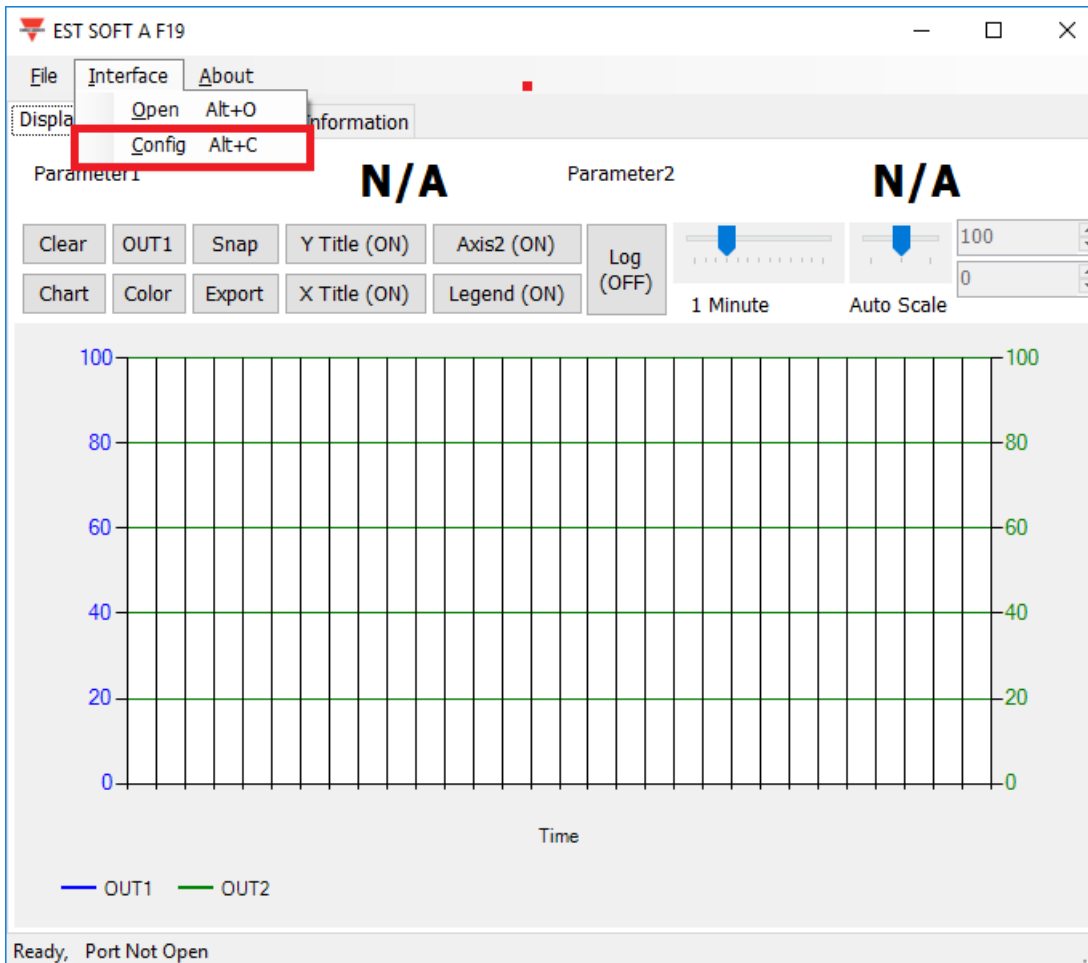 EST SOFT A F19
File Interface About
Open Alt+O
Config Alt+C
Displa nformation
Parameter1 N/A Parameter2 N/A
Clear OUT1 Snap Y Title (ON) Axis2 (ON) Log (OFF) 100
Chart Color Export X Title (ON) Legend (ON) 1 Minute Auto Scale 0
100 100
80 80
60 60
40 40
20 20
0 0
Time
OUT1 OUT2
Ready, Port Not Open